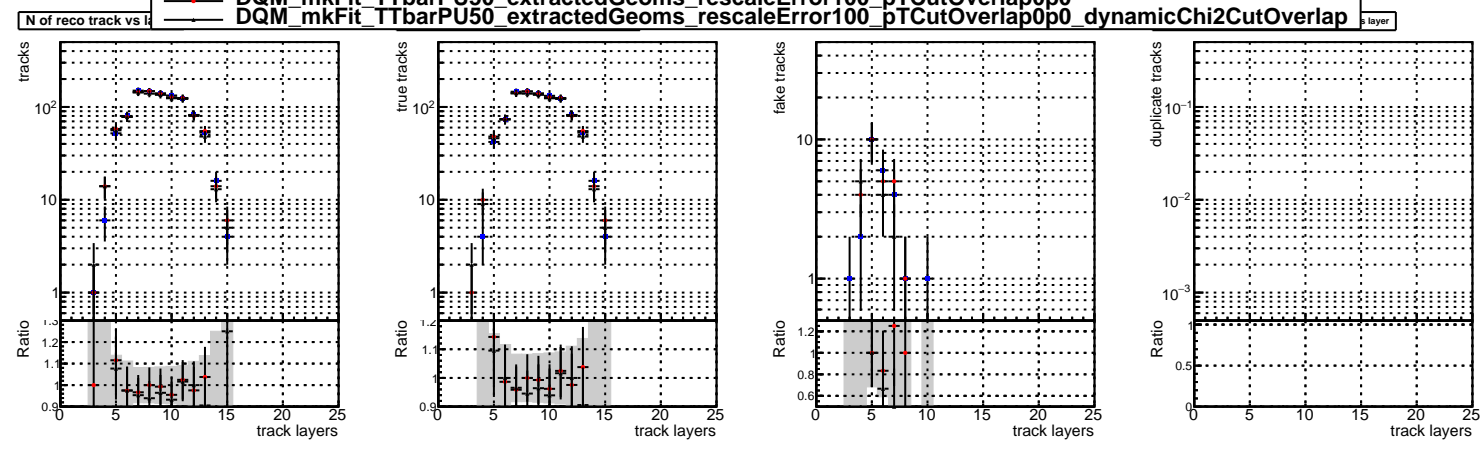 DQM_mkFit_TTbarPU50_extractedGeoms_rescaleError100_pTCutOverlap0p0
DQM_mkFit_TTbarPU50_extractedGeoms_rescaleError100_pTCutOverlap0p0_dynamicChi2CutOverlap
N of reco track vs la
s layer
tracks
10²
10
1
Ratio
1.3
1.2
1.1
1
0.9
0 5 10 15 20 25
track layers
true tracks
10²
10
1
Ratio
1.2
1.1
1
0.9
0 5 10 15 20 25
track layers
fake tracks
10
1
Ratio
1.2
1
0.8
0.6
0 5 10 15 20 25
track layers
duplicate tracks
10⁻¹
10⁻²
10⁻³
Ratio
1
0.5
0
0 5 10 15 20 25
track layers